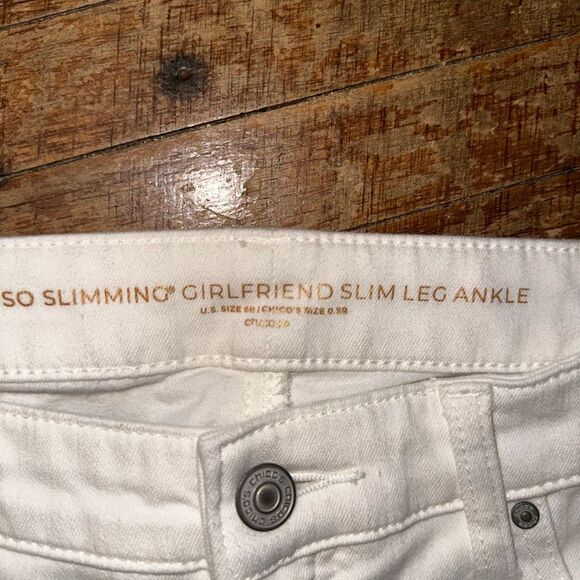 SO SLIMMING® GIRLFRIEND SLIM LEG ANKLE
U.S. SIZE 6R / CHICO'S SIZE 0.5R
CHICO'S CHICO'S